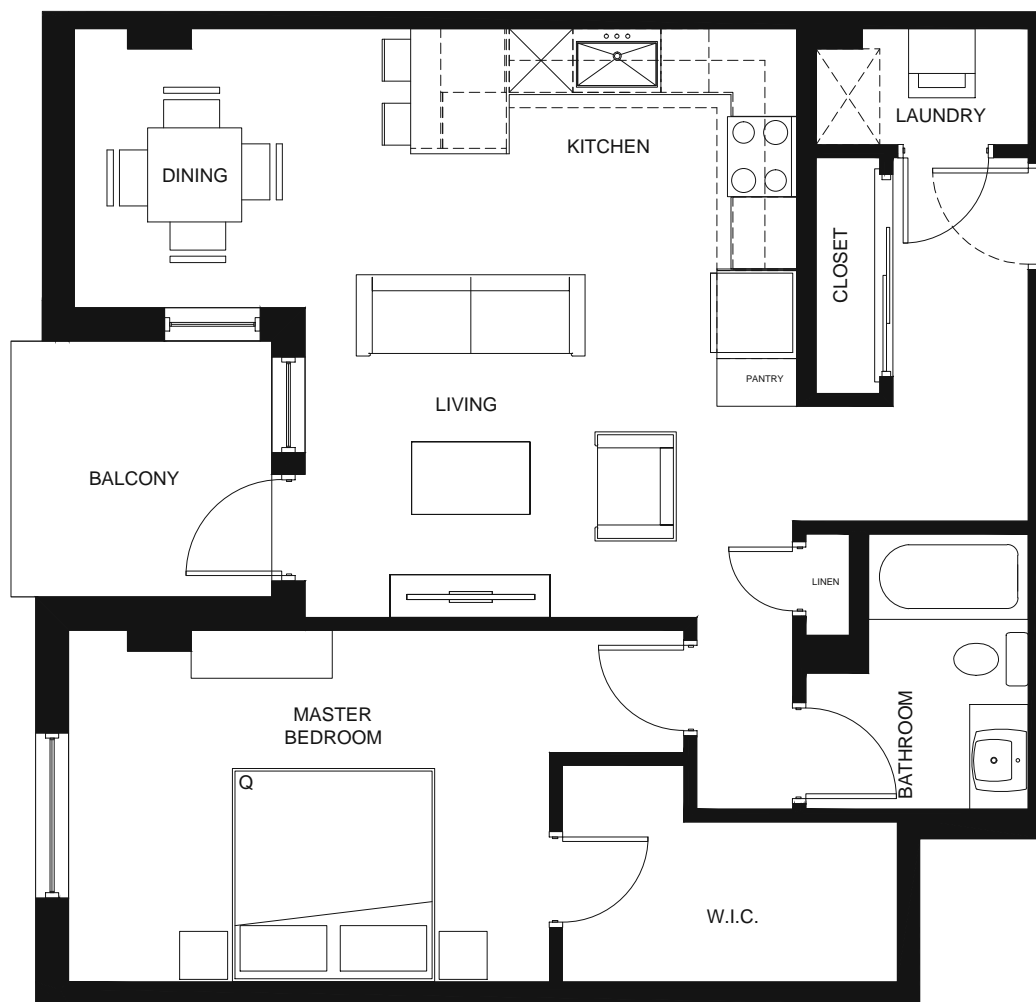 LAUNDRY
KITCHEN
DINING
CLOSET
PANTRY
LIVING
BALCONY
LINEN
MASTER
BEDROOM
BATHROOM
Q
W.I.C.